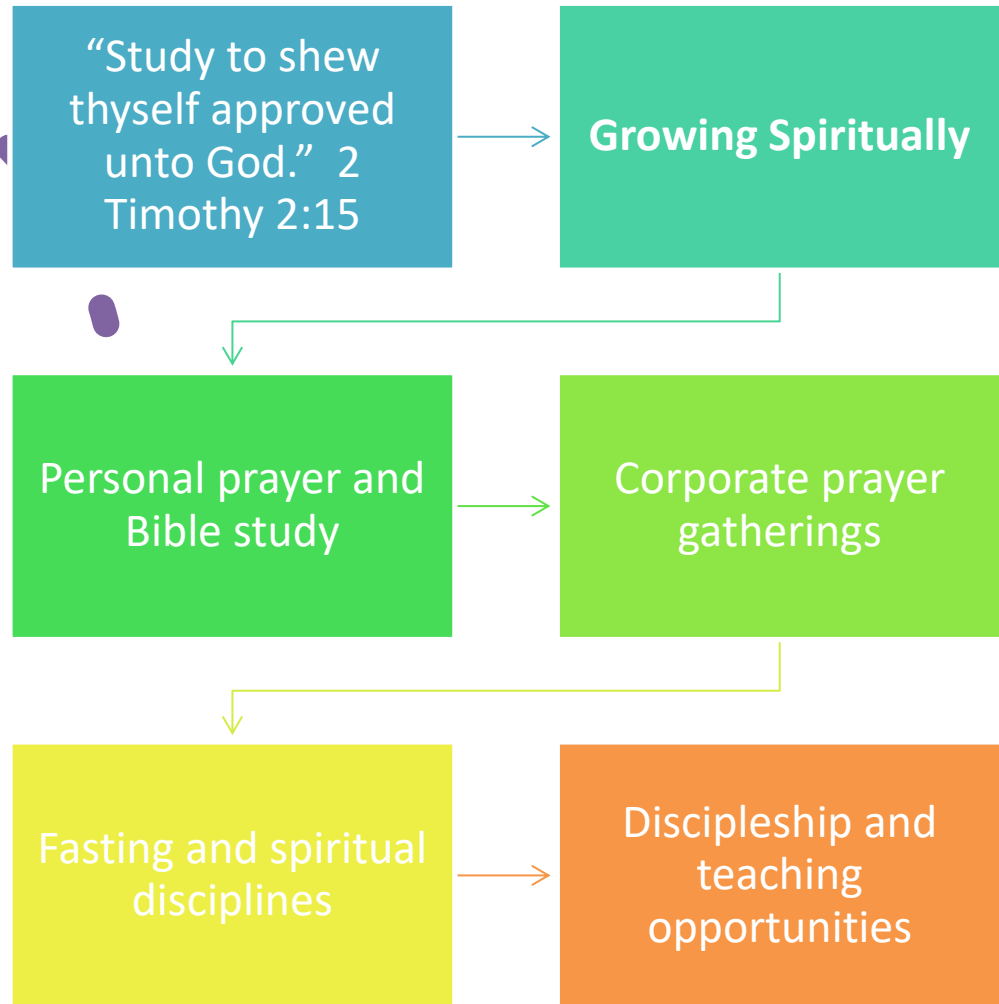 “Study to shew
thyself approved
unto God.”  2
Timothy 2:15
Growing Spiritually
Personal prayer and
Bible study
Corporate prayer
gatherings
Fasting and spiritual
disciplines
Discipleship and
teaching
opportunities